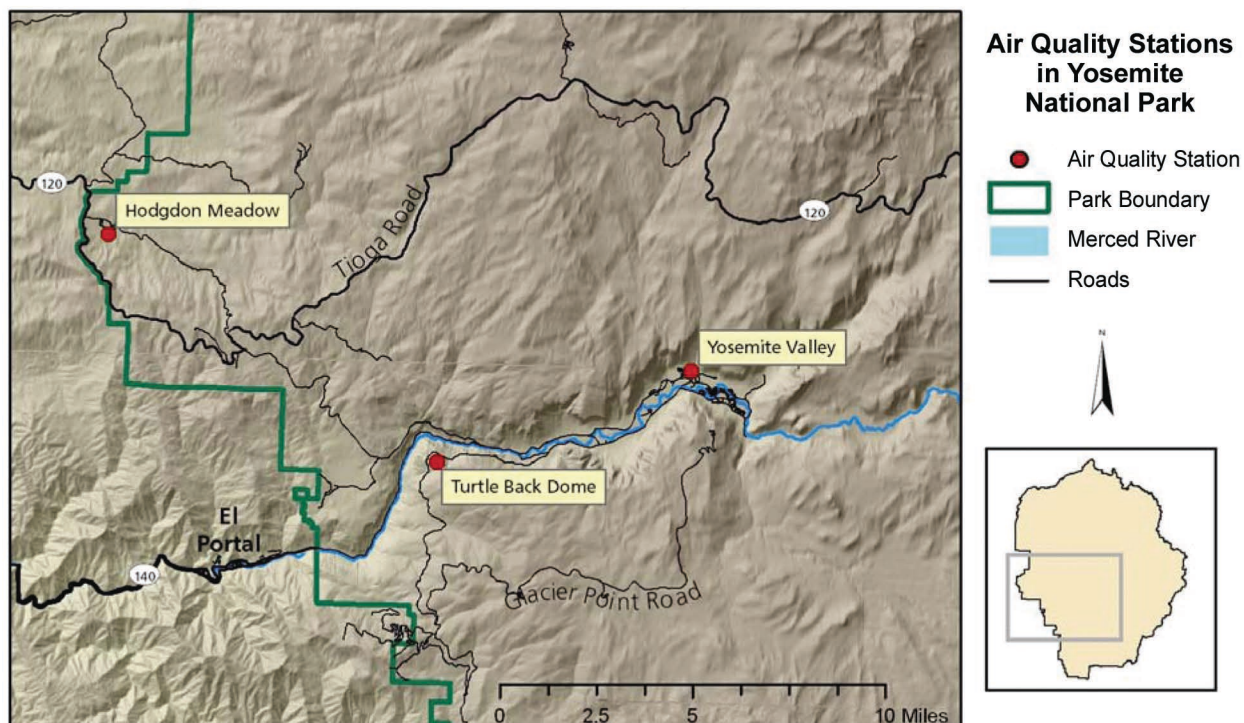 Air Quality Stations
in Yosemite
National Park
Air Quality Station
Park Boundary
Merced River
Roads
N
120
Hodgdon Meadow
Tioga Road
120
Yosemite Valley
Turtle Back Dome
El
Portal
140
Glacier Point Road
0 2.5 5 10 Miles